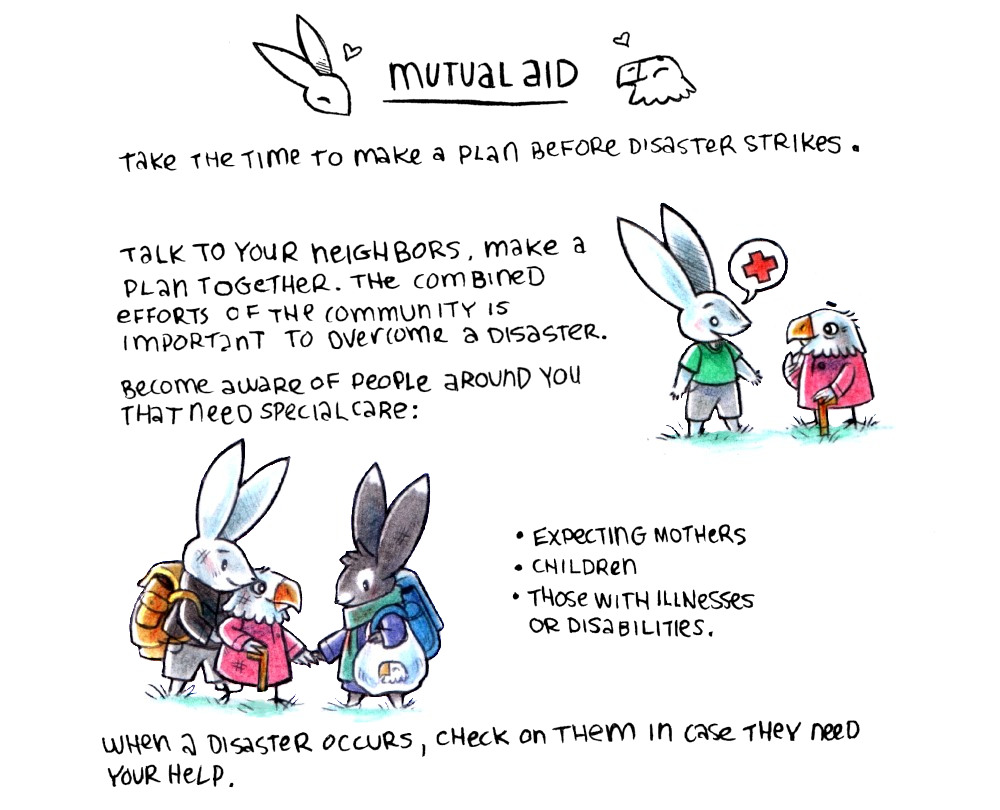 MUTUAL AID
TAKE THE TIME TO MAKE A PLAN BEFORE DISASTER STRIKES.
TALK TO YOUR NEIGHBORS, MAKE A
PLAN TOGETHER. THE COMBINED
EFFORTS OF THE COMMUNITY IS
IMPORTANT TO OVERCOME A DISASTER.
BECOME AWARE OF PEOPLE AROUND YOU
THAT NEED SPECIAL CARE:
• EXPECTING MOTHERS
• CHILDREN
• THOSE WITH ILLNESSES
OR DISABILITIES.
WHEN A DISASTER OCCURS, CHECK ON THEM IN CASE THEY NEED
YOUR HELP.